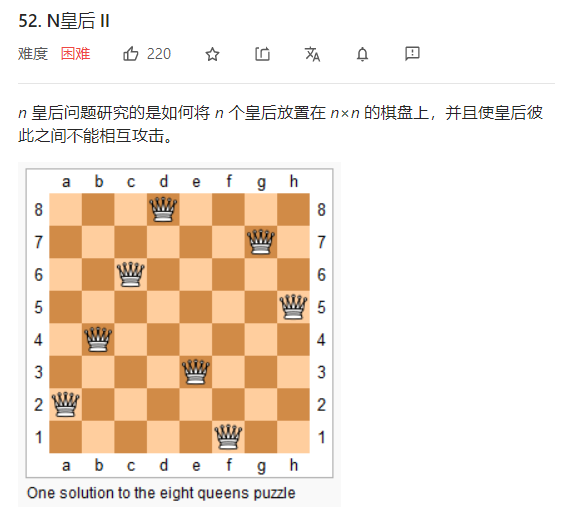 52. N皇后 II
难度 困难 220
n 皇后问题研究的是如何将 n 个皇后放置在 n×n 的棋盘上，并且使皇后彼
此之间不能相互攻击。
a b c d e f g h
8 8
7 7
6 6
5 5
4 4
3 3
2 2
1 1
a b c d e f g h
One solution to the eight queens puzzle